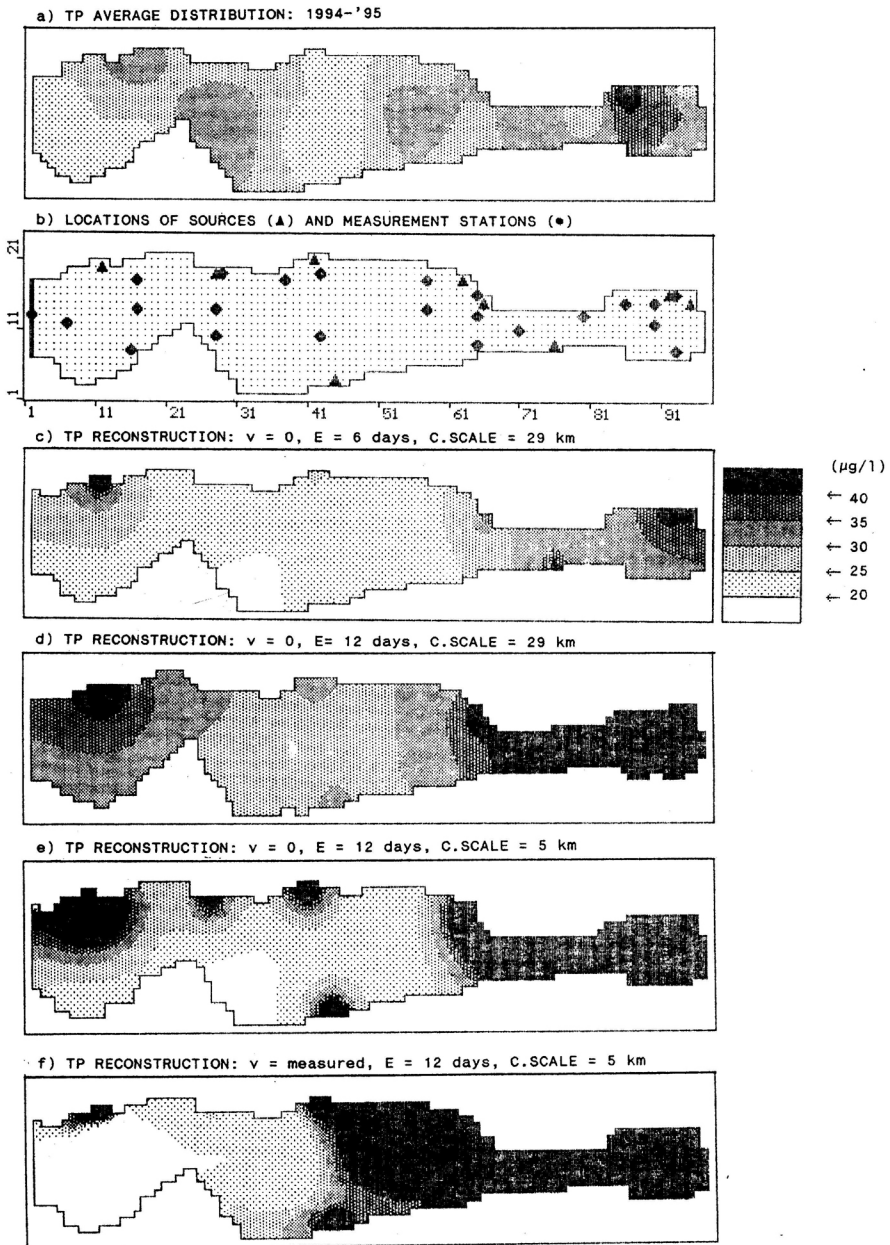 a) TP AVERAGE DISTRIBUTION: 1994-'95
b) LOCATIONS OF SOURCES (▲) AND MEASUREMENT STATIONS (●)
21
11
1
1 11 21 31 41 51 61 71 81 91
c) TP RECONSTRUCTION: v = 0, E = 6 days, C.SCALE = 29 km
(µg/l)
← 40
← 35
← 30
← 25
← 20
d) TP RECONSTRUCTION: v = 0, E= 12 days, C.SCALE = 29 km
e) TP RECONSTRUCTION: v = 0, E = 12 days, C.SCALE = 5 km
f) TP RECONSTRUCTION: v = measured, E = 12 days, C.SCALE = 5 km